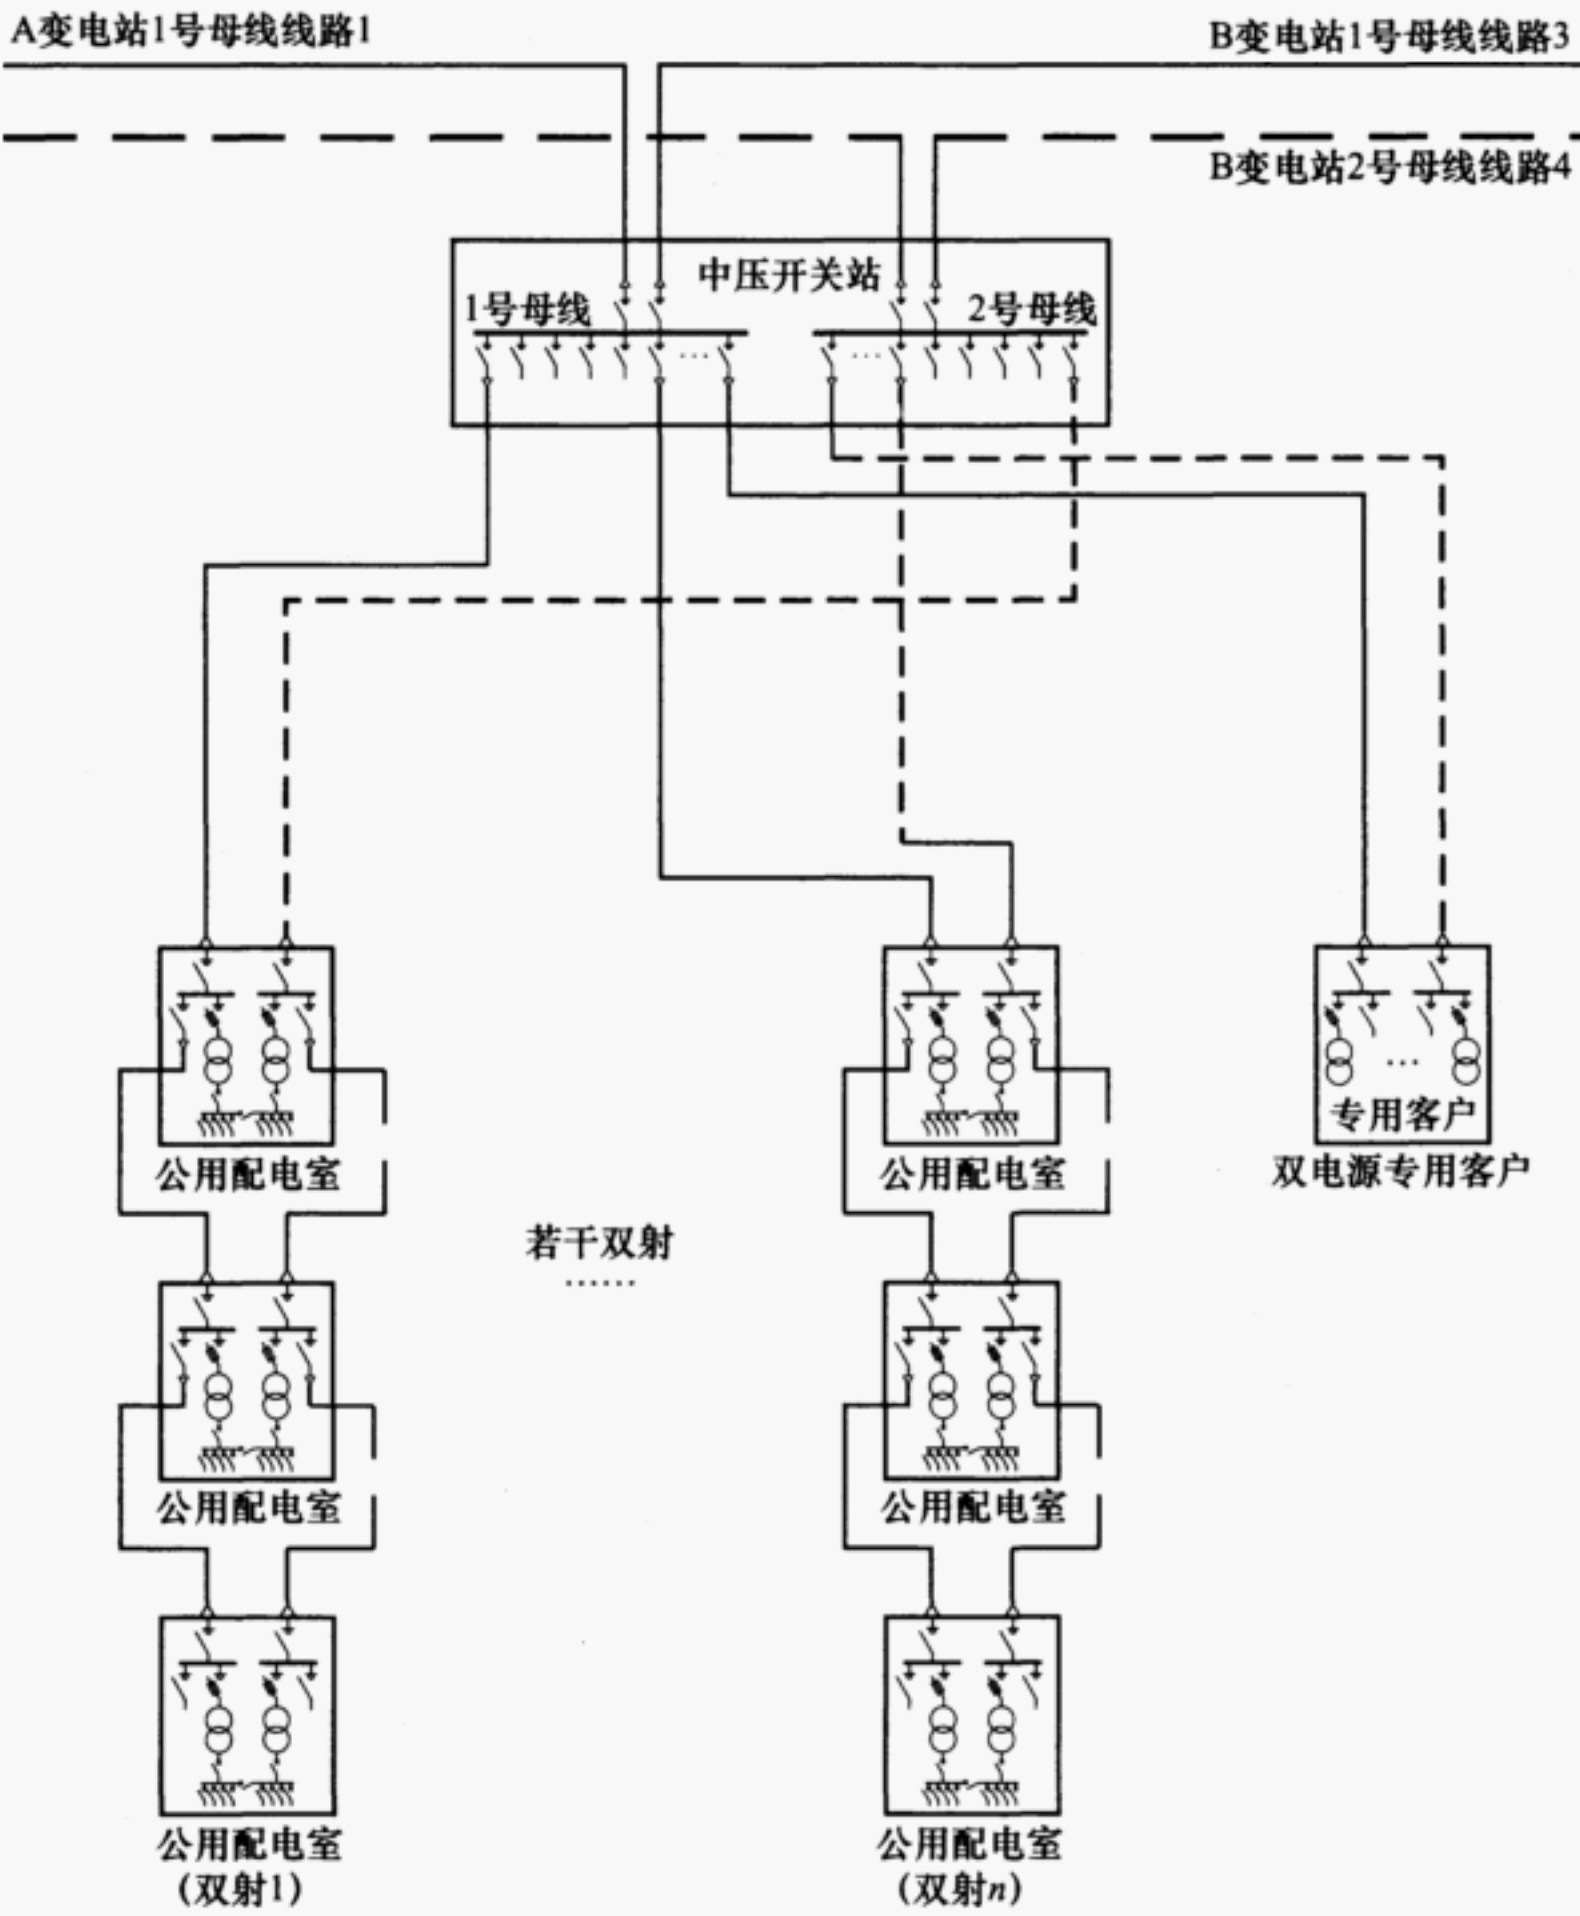 A变电站1号母线线路1
B变电站1号母线线路3
B变电站2号母线线路4
中压开关站
1号母线
2号母线
...
...
...
专用客户
公用配电室
公用配电室
双电源专用客户
若干双射
......
公用配电室
公用配电室
公用配电室
(双射1)
公用配电室
(双射n)